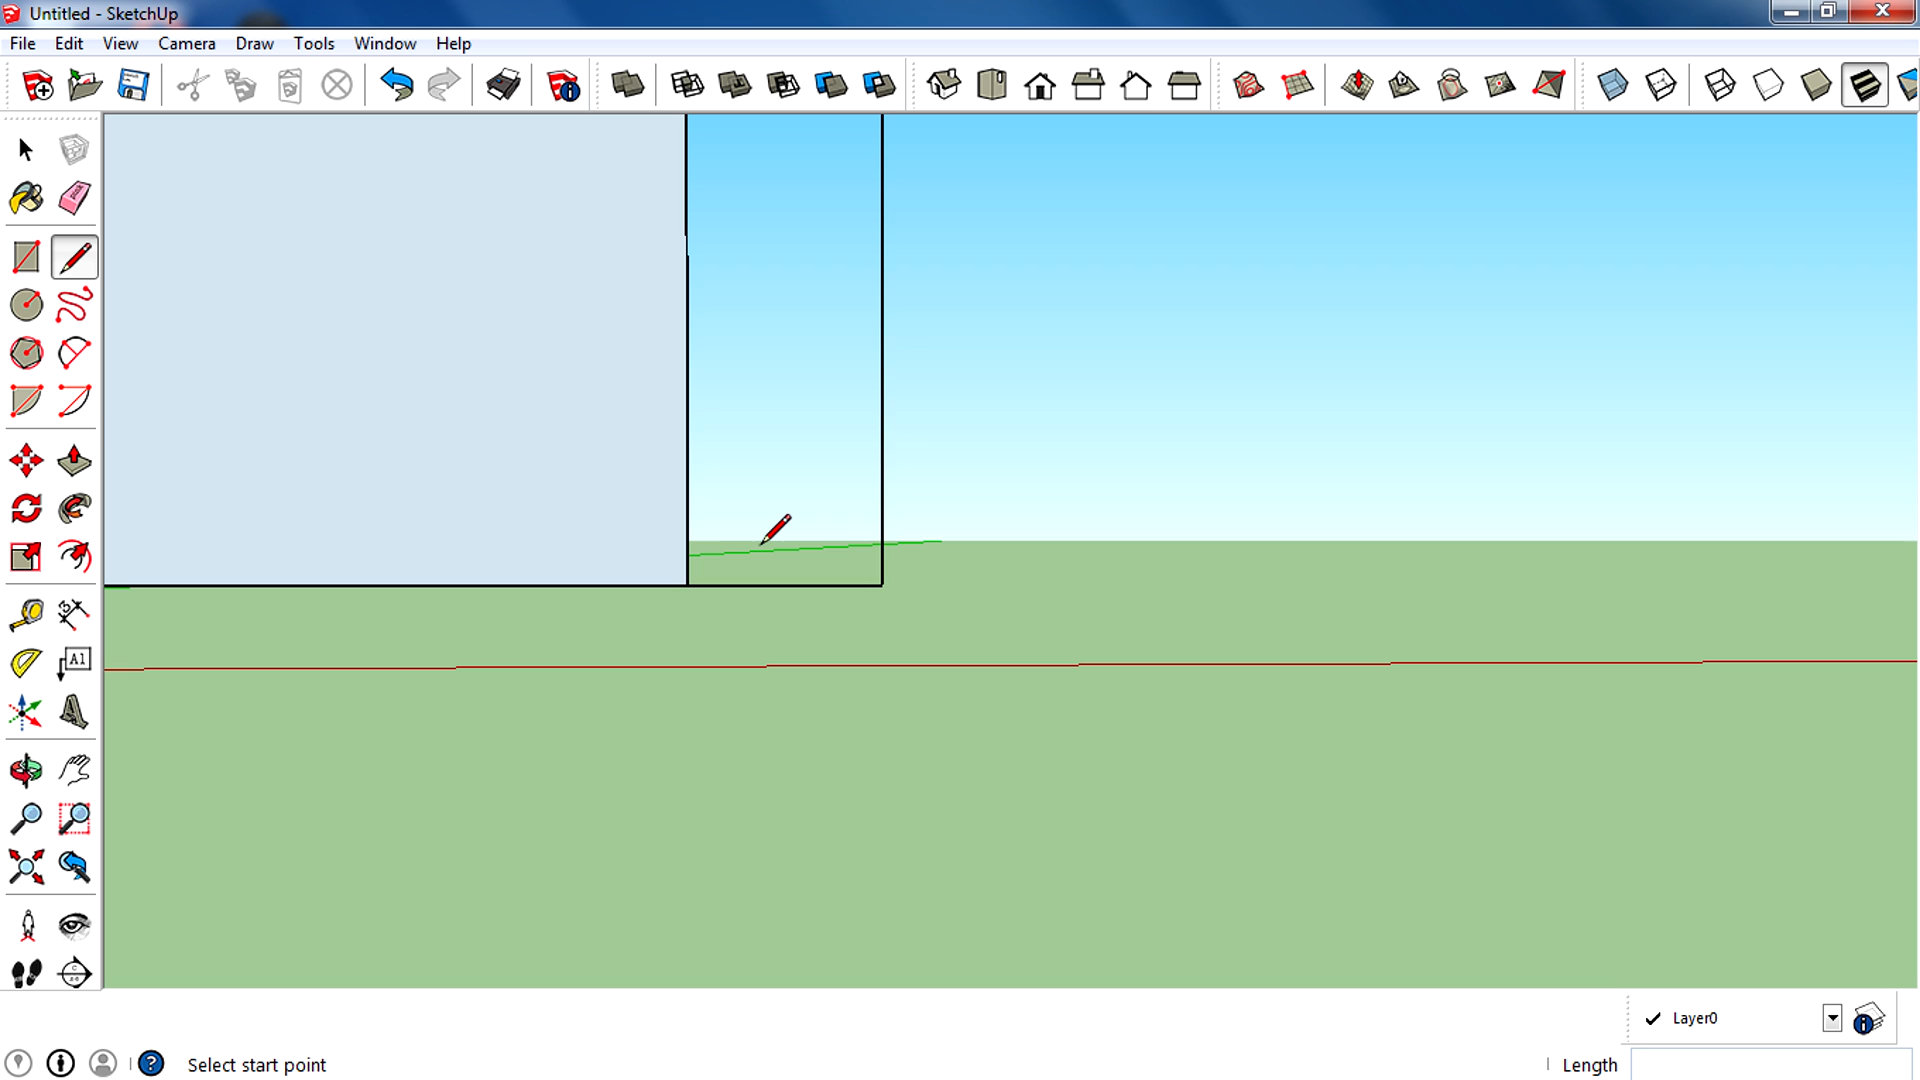 Untitled - SketchUp
File Edit View Camera Draw Tools Window Help
A1
Layer0
Select start point
Length